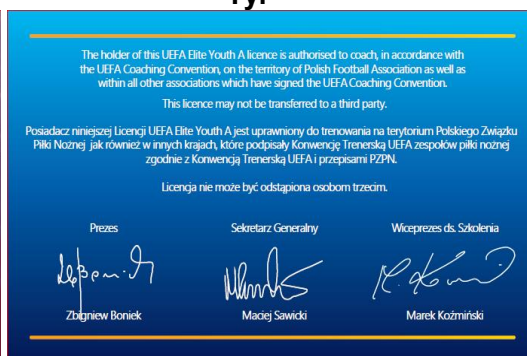 The holder of this UEFA Elite Youth A licence is authorised to coach, in accordance with
the UEFA Coaching Convention, on the territory of Polish Football Association as well as
within all other associations which have signed the UEFA Coaching Convention.
This licence may not be transferred to a third party.
Posiadacz niniejszej Licencji UEFA Elite Youth A jest uprawniony do trenowania na terytorium Polskiego Związku
Piłki Nożnej jak również w innych krajach, które podpisały Konwencję Trenerską UEFA zespołów piłki nożnej
zgodnie z Konwencją Trenerską UEFA i przepisami PZPN.
Licencja nie może być odstąpiona osobom trzecim.
Prezes Sekretarz Generalny Wiceprezes ds. Szkolenia
Zbigniew Boniek Maciej Sawicki Marek Koźmiński